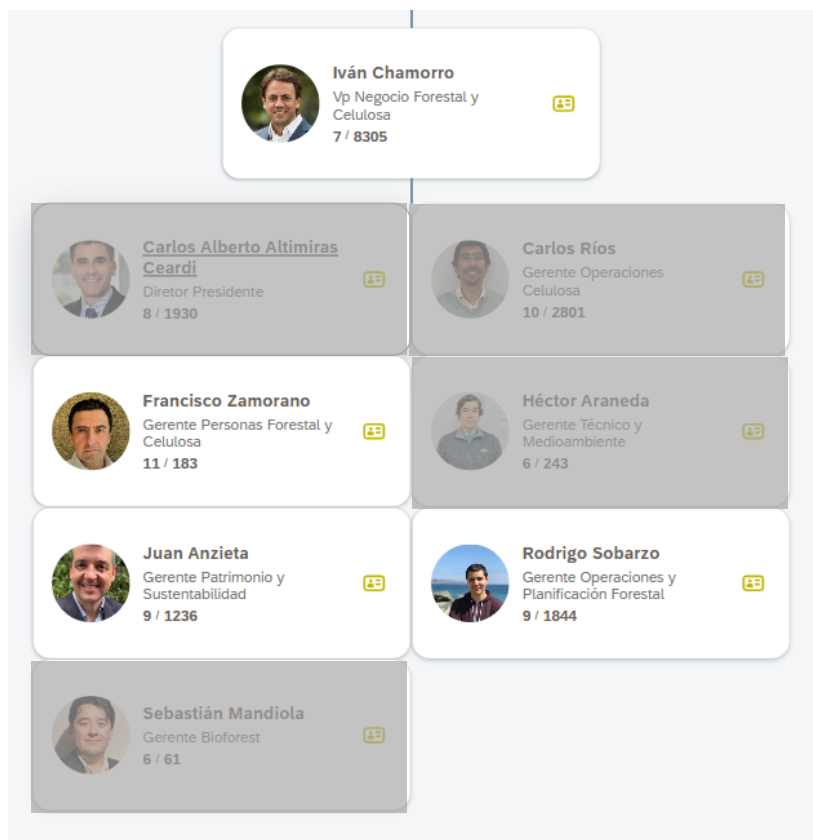 Iván Chamorro
Vp Negocio Forestal y
Celulosa
7 / 8305
Carlos Alberto Altimiras
Ceardi
Diretor Presidente
8 / 1930
Carlos Ríos
Gerente Operaciones
Celulosa
10 / 2801
Francisco Zamorano
Gerente Personas Forestal y
Celulosa
11 / 183
Héctor Araneda
Gerente Técnico y
Medioambiente
6 / 243
Juan Anzieta
Gerente Patrimonio y
Sustentabilidad
9 / 1236
Rodrigo Sobarzo
Gerente Operaciones y
Planificación Forestal
9 / 1844
Sebastián Mandiola
Gerente Bioforest
6 / 61